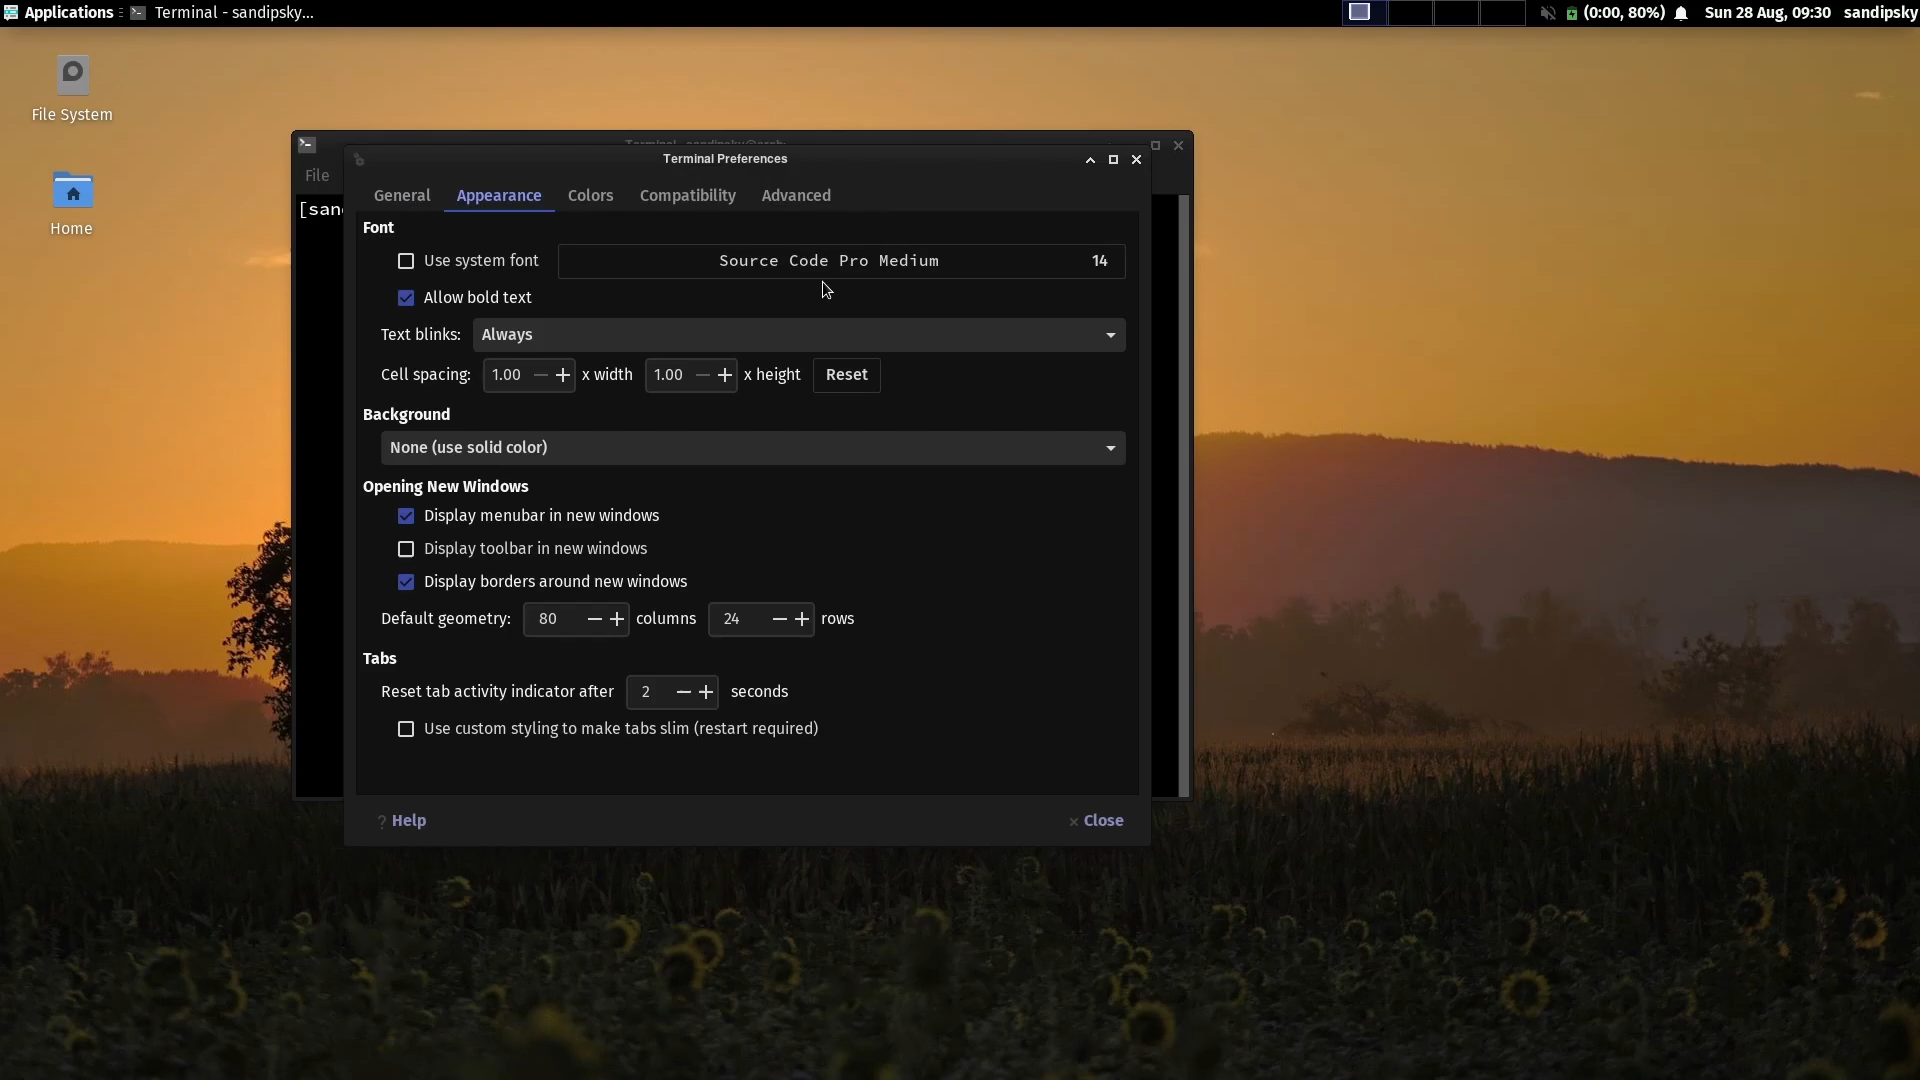 Applications
Terminal - sandipsky...
(0:00, 80%)
Sun 28 Aug, 09:30
sandipsky
File System
Home
Terminal Preferences
File
[san
General
Appearance
Colors
Compatibility
Advanced
Font
Use system font
Source Code Pro Medium 14
Allow bold text
Text blinks: Always
Cell spacing: 1.00 x width 1.00 x height Reset
Background
None (use solid color)
Opening New Windows
Display menubar in new windows
Display toolbar in new windows
Display borders around new windows
Default geometry: 80 columns 24 rows
Tabs
Reset tab activity indicator after 2 seconds
Use custom styling to make tabs slim (restart required)
? Help
× Close